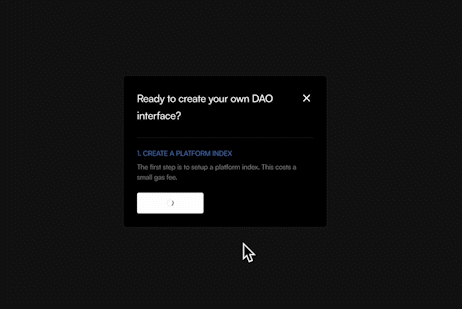 Ready to create your own DAO
interface?
1. CREATE A PLATFORM INDEX
The first step is to setup a platform index. This costs a
small gas fee.